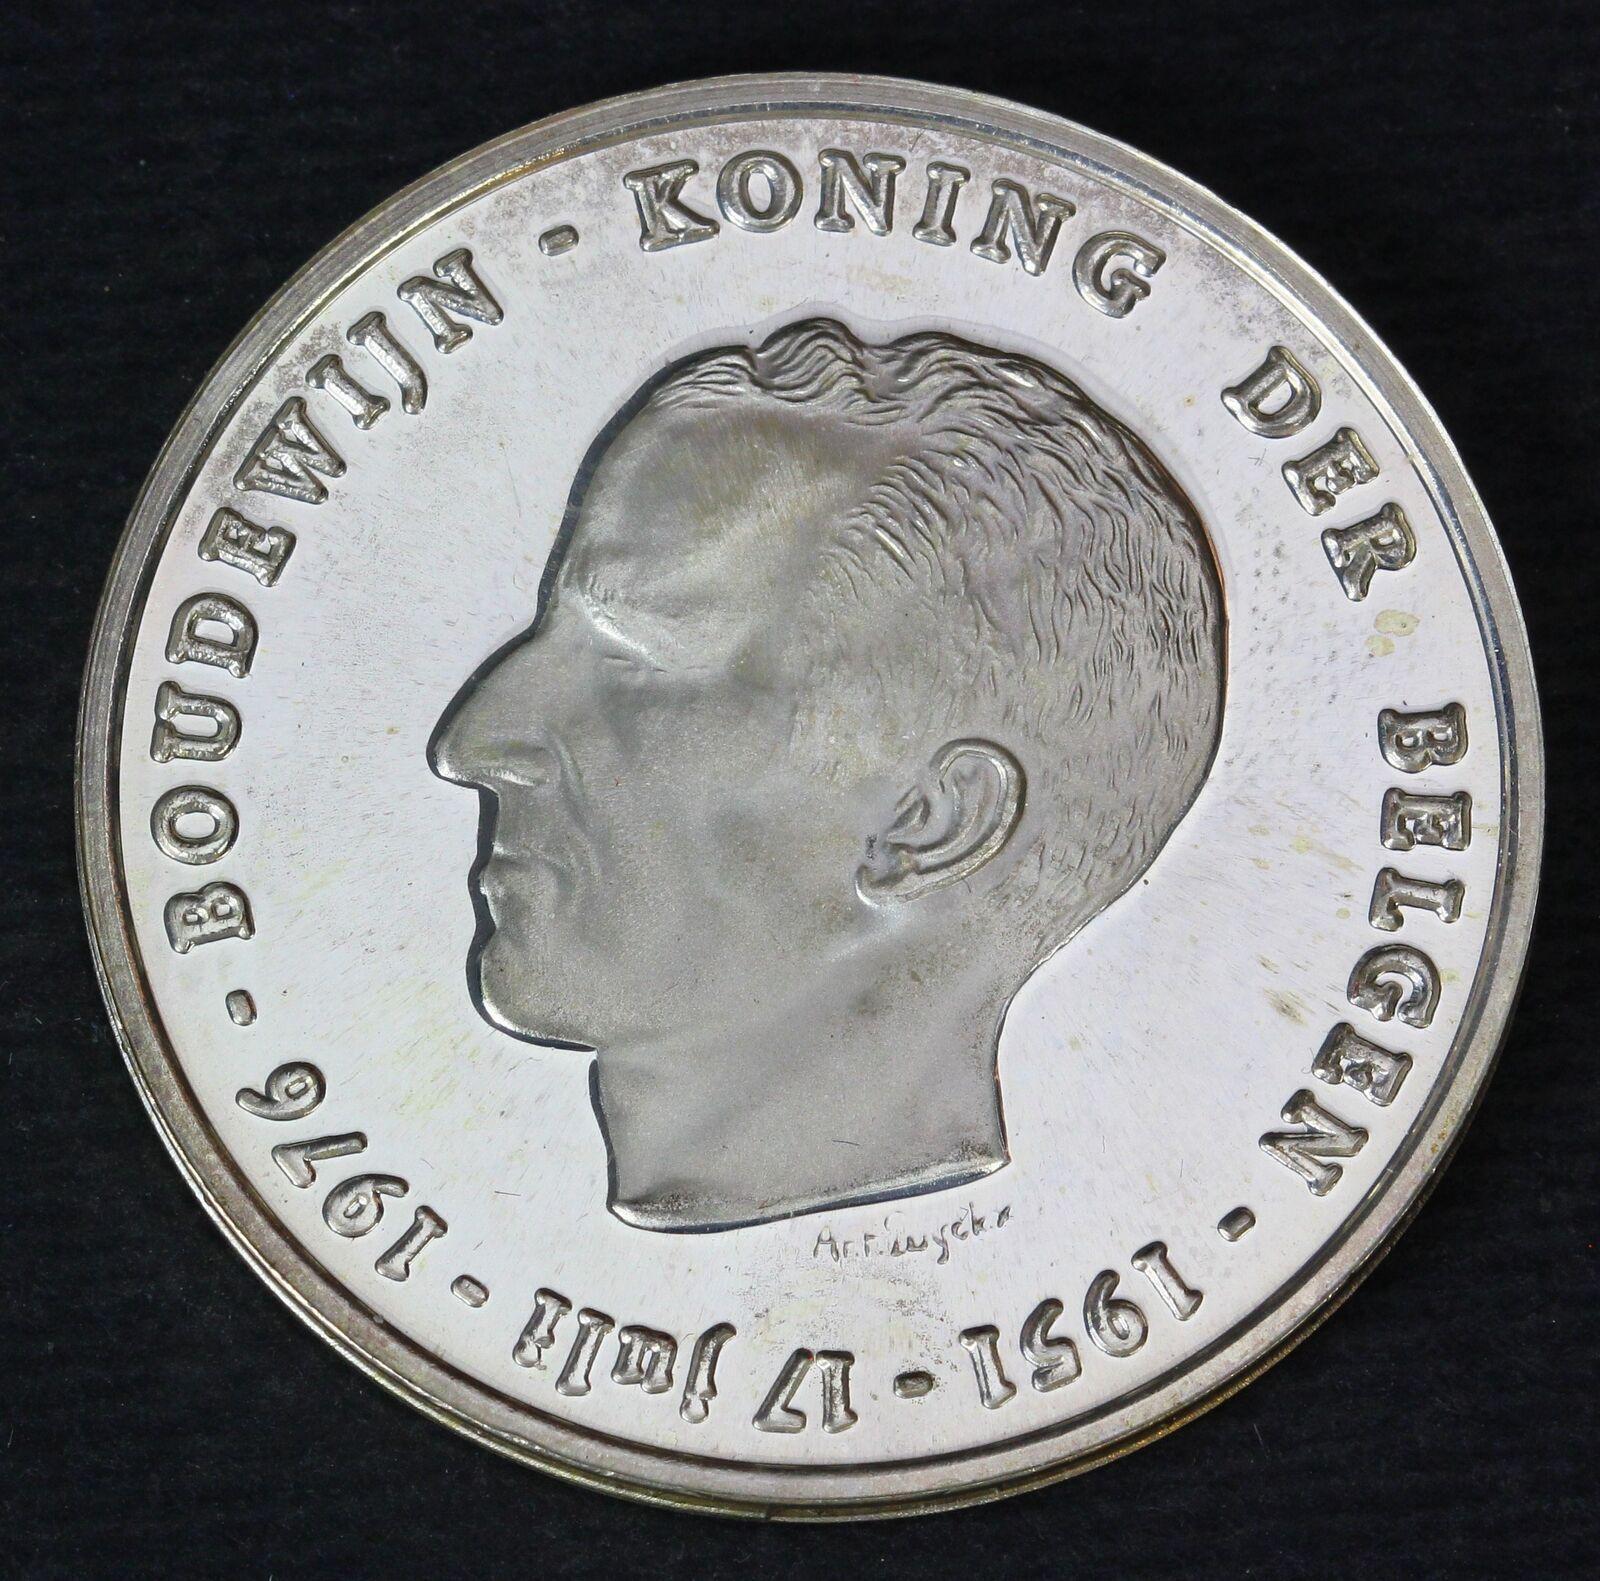 BOUDEWIJN - KONING DER BELGEN - 1951 - 17 juli - 1976 -